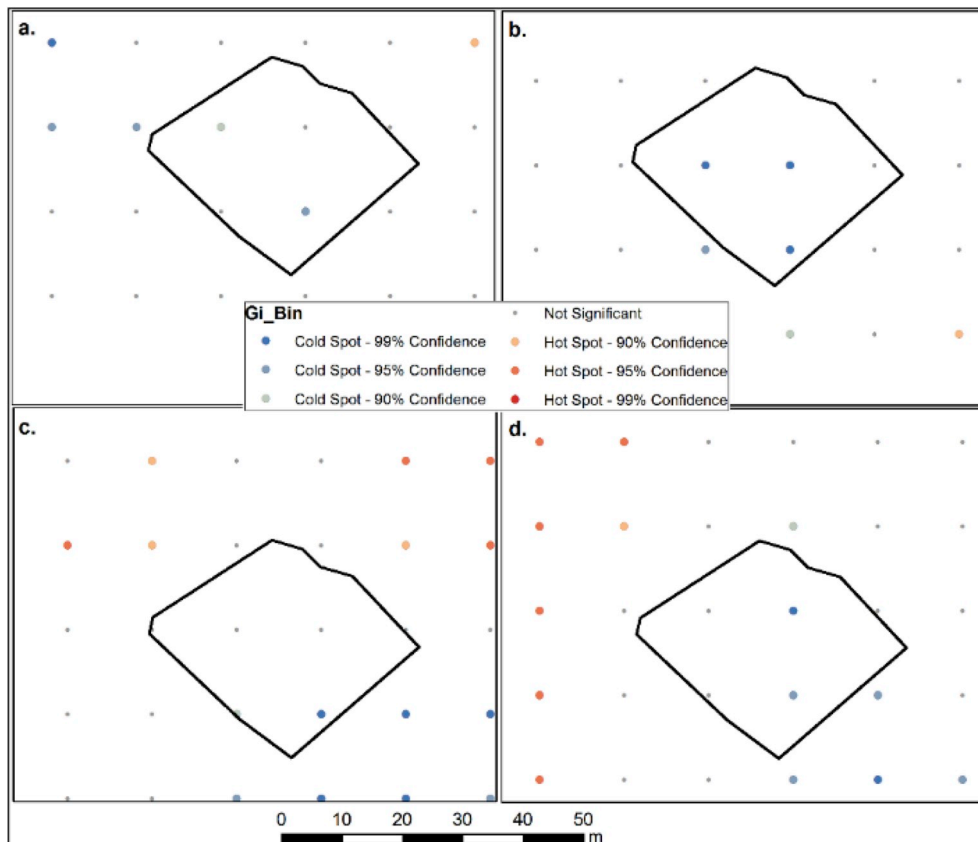 a.
b.
Gi_Bin
Not Significant
Cold Spot - 99% Confidence
Hot Spot - 90% Confidence
Cold Spot - 95% Confidence
Hot Spot - 95% Confidence
Cold Spot - 90% Confidence
Hot Spot - 99% Confidence
c.
d.
0 10 20 30 40 50
m